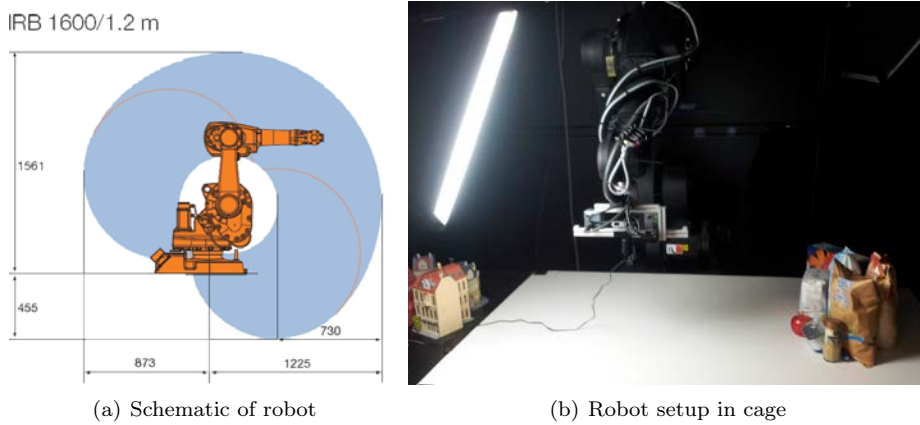 IRB 1600/1.2 m
1561
455
730
873
1225
(a) Schematic of robot
(b) Robot setup in cage